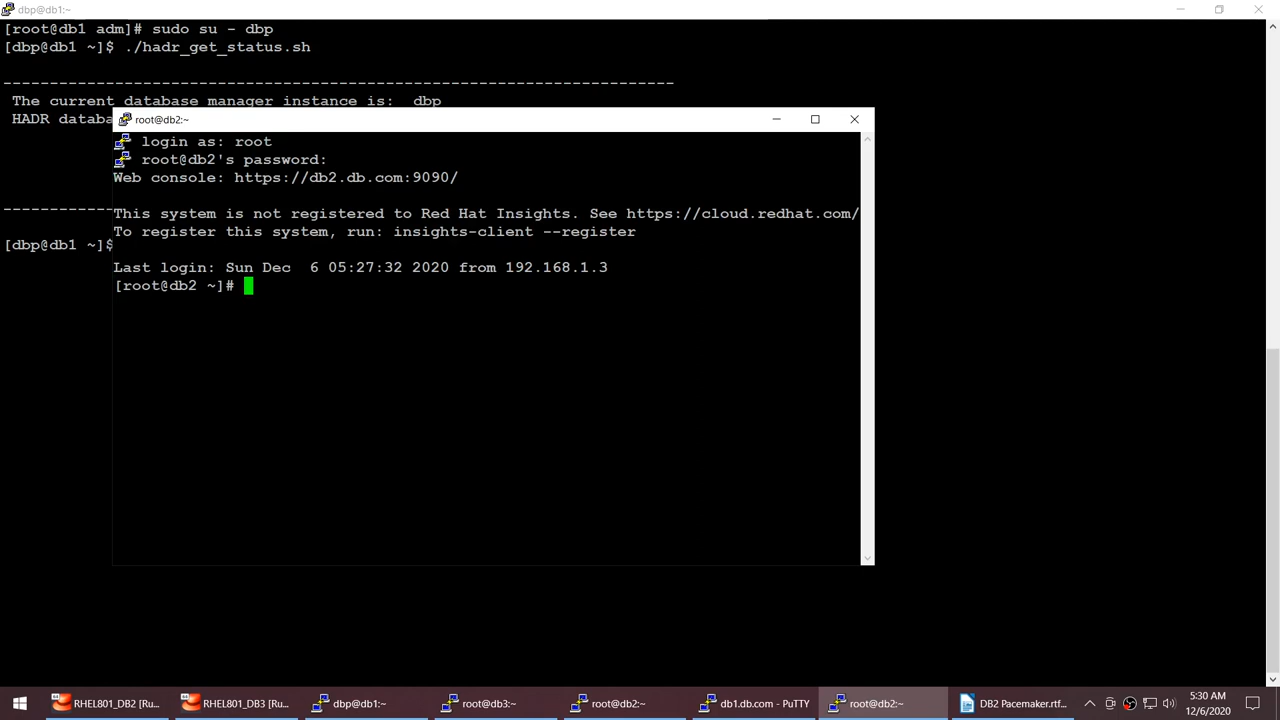 dbp@db1:~
[root@db1 adm]# sudo su - dbp
[dbp@db1 ~]$ ./hadr_get_status.sh
--------------------------------------------------------------------------------
The current database manager instance is:  dbp
HADR databa
[dbp@db1 ~]$
root@db2:~
login as: root
root@db2's password:
Web console: https://db2.db.com:9090/
This system is not registered to Red Hat Insights. See https://cloud.redhat.com/
To register this system, run: insights-client --register
Last login: Sun Dec  6 05:27:32 2020 from 192.168.1.3
[root@db2 ~]#
RHEL801_DB2 [Ru...
RHEL801_DB3 [Ru...
dbp@db1:~
root@db3:~
root@db2:~
db1.db.com - PuTTY
root@db2:~
DB2 Pacemaker.rtf...
5:30 AM
12/6/2020